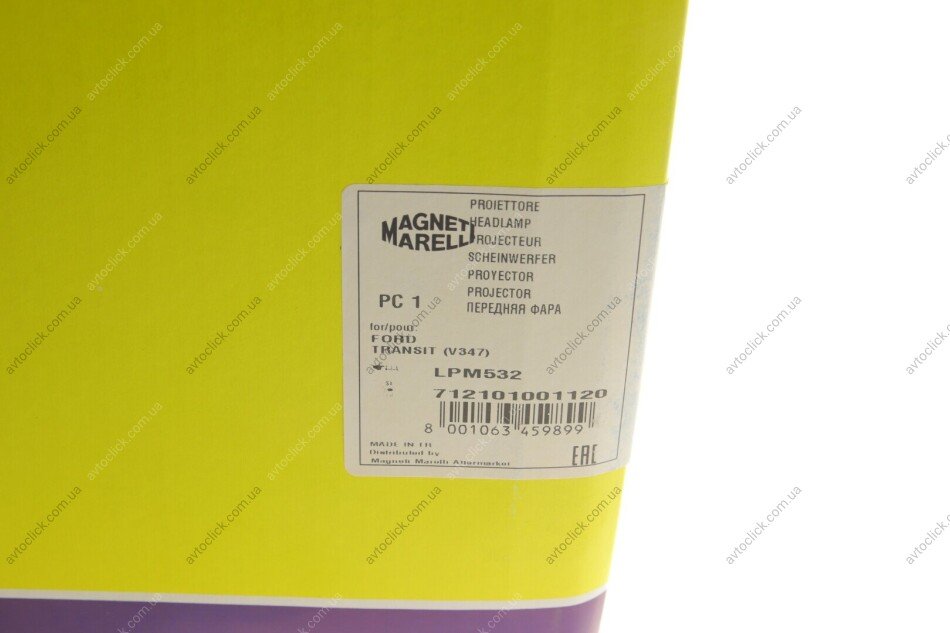 PROIETTORE
MAGNETI MARELLI
HEADLAMP
PROJECTEUR
SCHEINWERFER
PROYECTOR
PROJECTOR
ПЕРЕДНЯЯ ФАРА
PC 1
for/pour:
FORD
TRANSIT (V347)
LPM532
712101001120
8 001063 459899
MADE IN TR
Distributed by
Magneti Marelli Aftermarket
EAC
avtoclick.com.ua